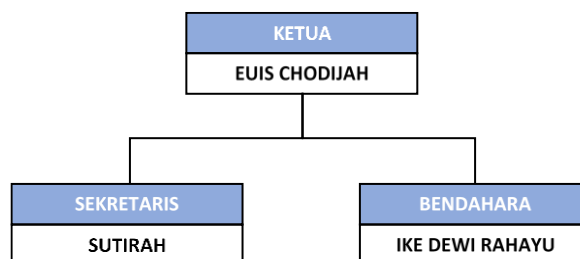 KETUA
EUIS CHODIJAH
SEKRETARIS
SUTIRAH
BENDAHARA
IKE DEWI RAHAYU